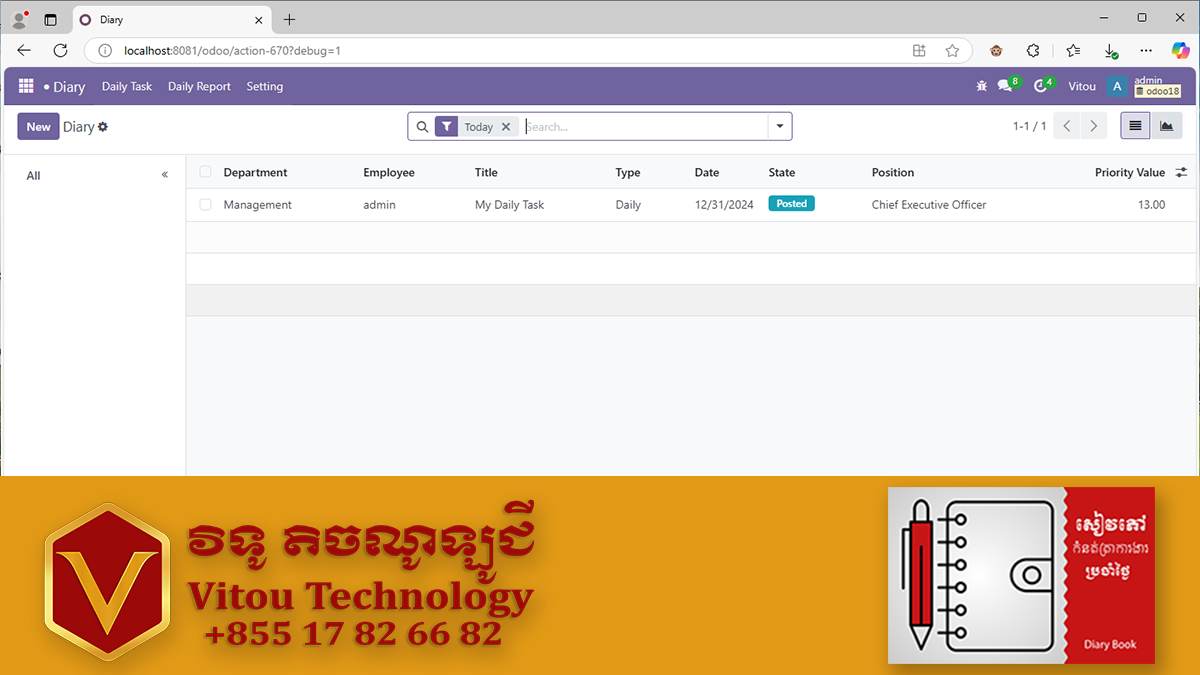 Diary
localhost:8081/odoo/action-670?debug=1
Diary Daily Task Daily Report Setting 8 4 Vitou A admin odoo18
New Diary Today Search... 1-1 / 1
All
Department Employee Title Type Date State Position Priority Value
Management admin My Daily Task Daily 12/31/2024 Posted Chief Executive Officer 13.00
V
វិទូ តិចណូឡូជី
Vitou Technology
+855 17 82 66 82
សៀវភៅ
កំនត់ត្រាការងារ
ប្រចាំថ្ងៃ
Diary Book